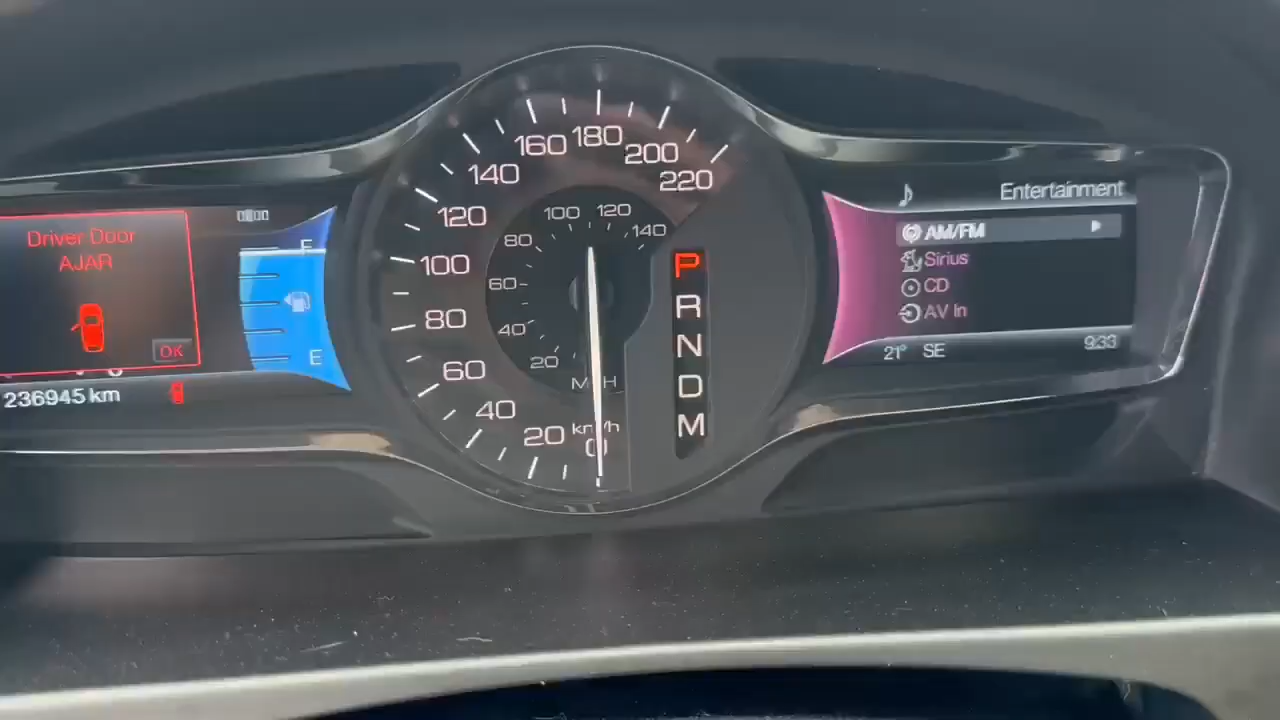 Driver Door
AJAR
OK
236945 km
F
E
20
40
60
80
100
120
140
160
180
200
220
20
40
60
80
100
120
140
MPH
km/h
P
R
N
D
M
Entertainment
AM/FM
Sirius
CD
AV In
21° SE
9:33